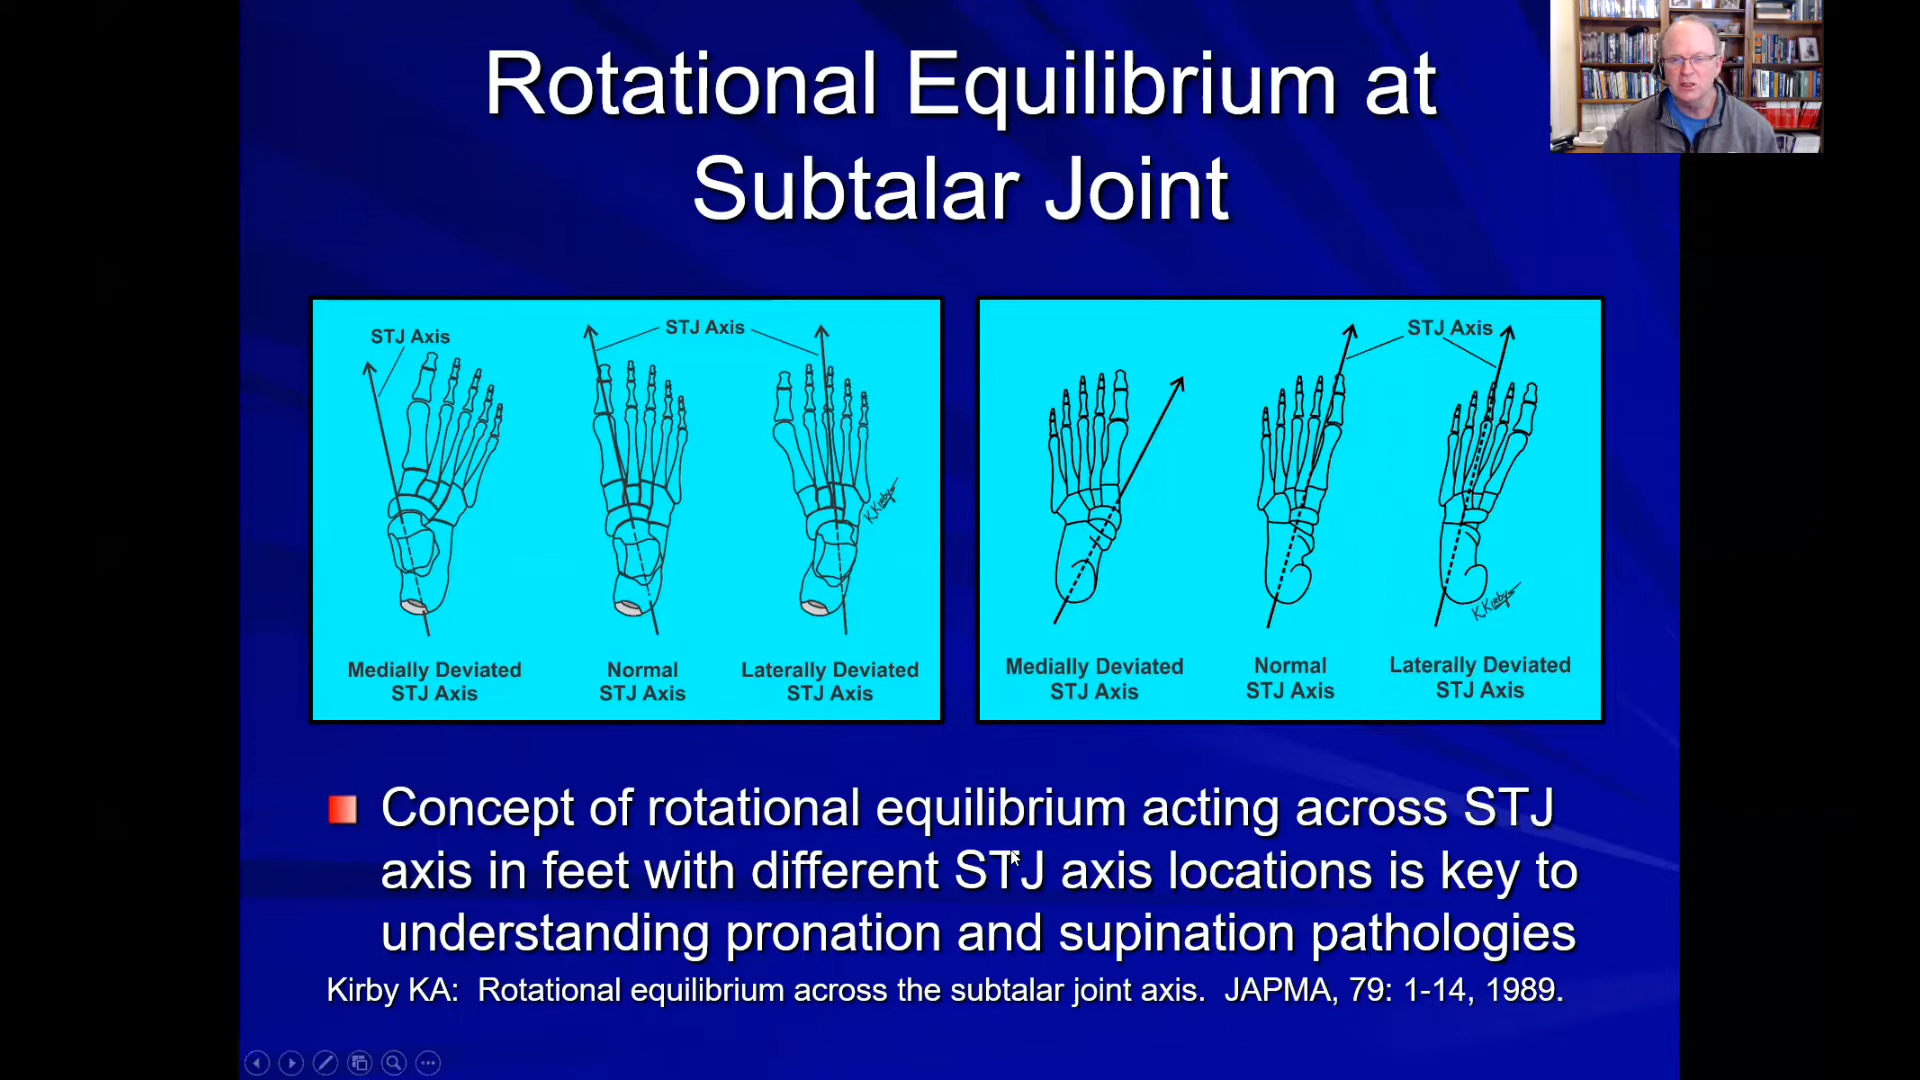 Rotational Equilibrium at
Subtalar Joint
STJ Axis
STJ Axis
K.Kirby
Medially Deviated
STJ Axis
Normal
STJ Axis
Laterally Deviated
STJ Axis
STJ Axis
K.Kirby
Medially Deviated
STJ Axis
Normal
STJ Axis
Laterally Deviated
STJ Axis
Concept of rotational equilibrium acting across STJ
axis in feet with different STJ axis locations is key to
understanding pronation and supination pathologies
Kirby KA: Rotational equilibrium across the subtalar joint axis. JAPMA, 79: 1-14, 1989.